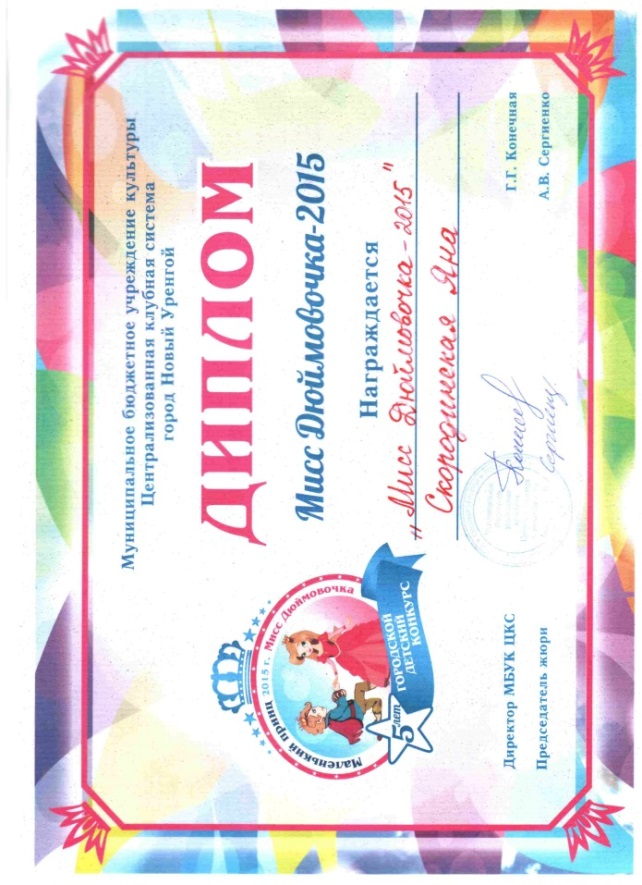 Муниципальное бюджетное учреждение культуры
Централизованная клубная система
город Новый Уренгой
ДИПЛОМ
Мисс Дюймовочка-2015
Награждается
„Мисс Дюймовочка - 2015"
Скородинская Яна
Маленький принц 2015 г. Мисс Дюймовочка
5 лет
ГОРОДСКОЙ
ДЕТСКИЙ
КОНКУРС
Директор МБУК ЦКС Г.Г. Конечная
Председатель жюри А.В. Сергиенко